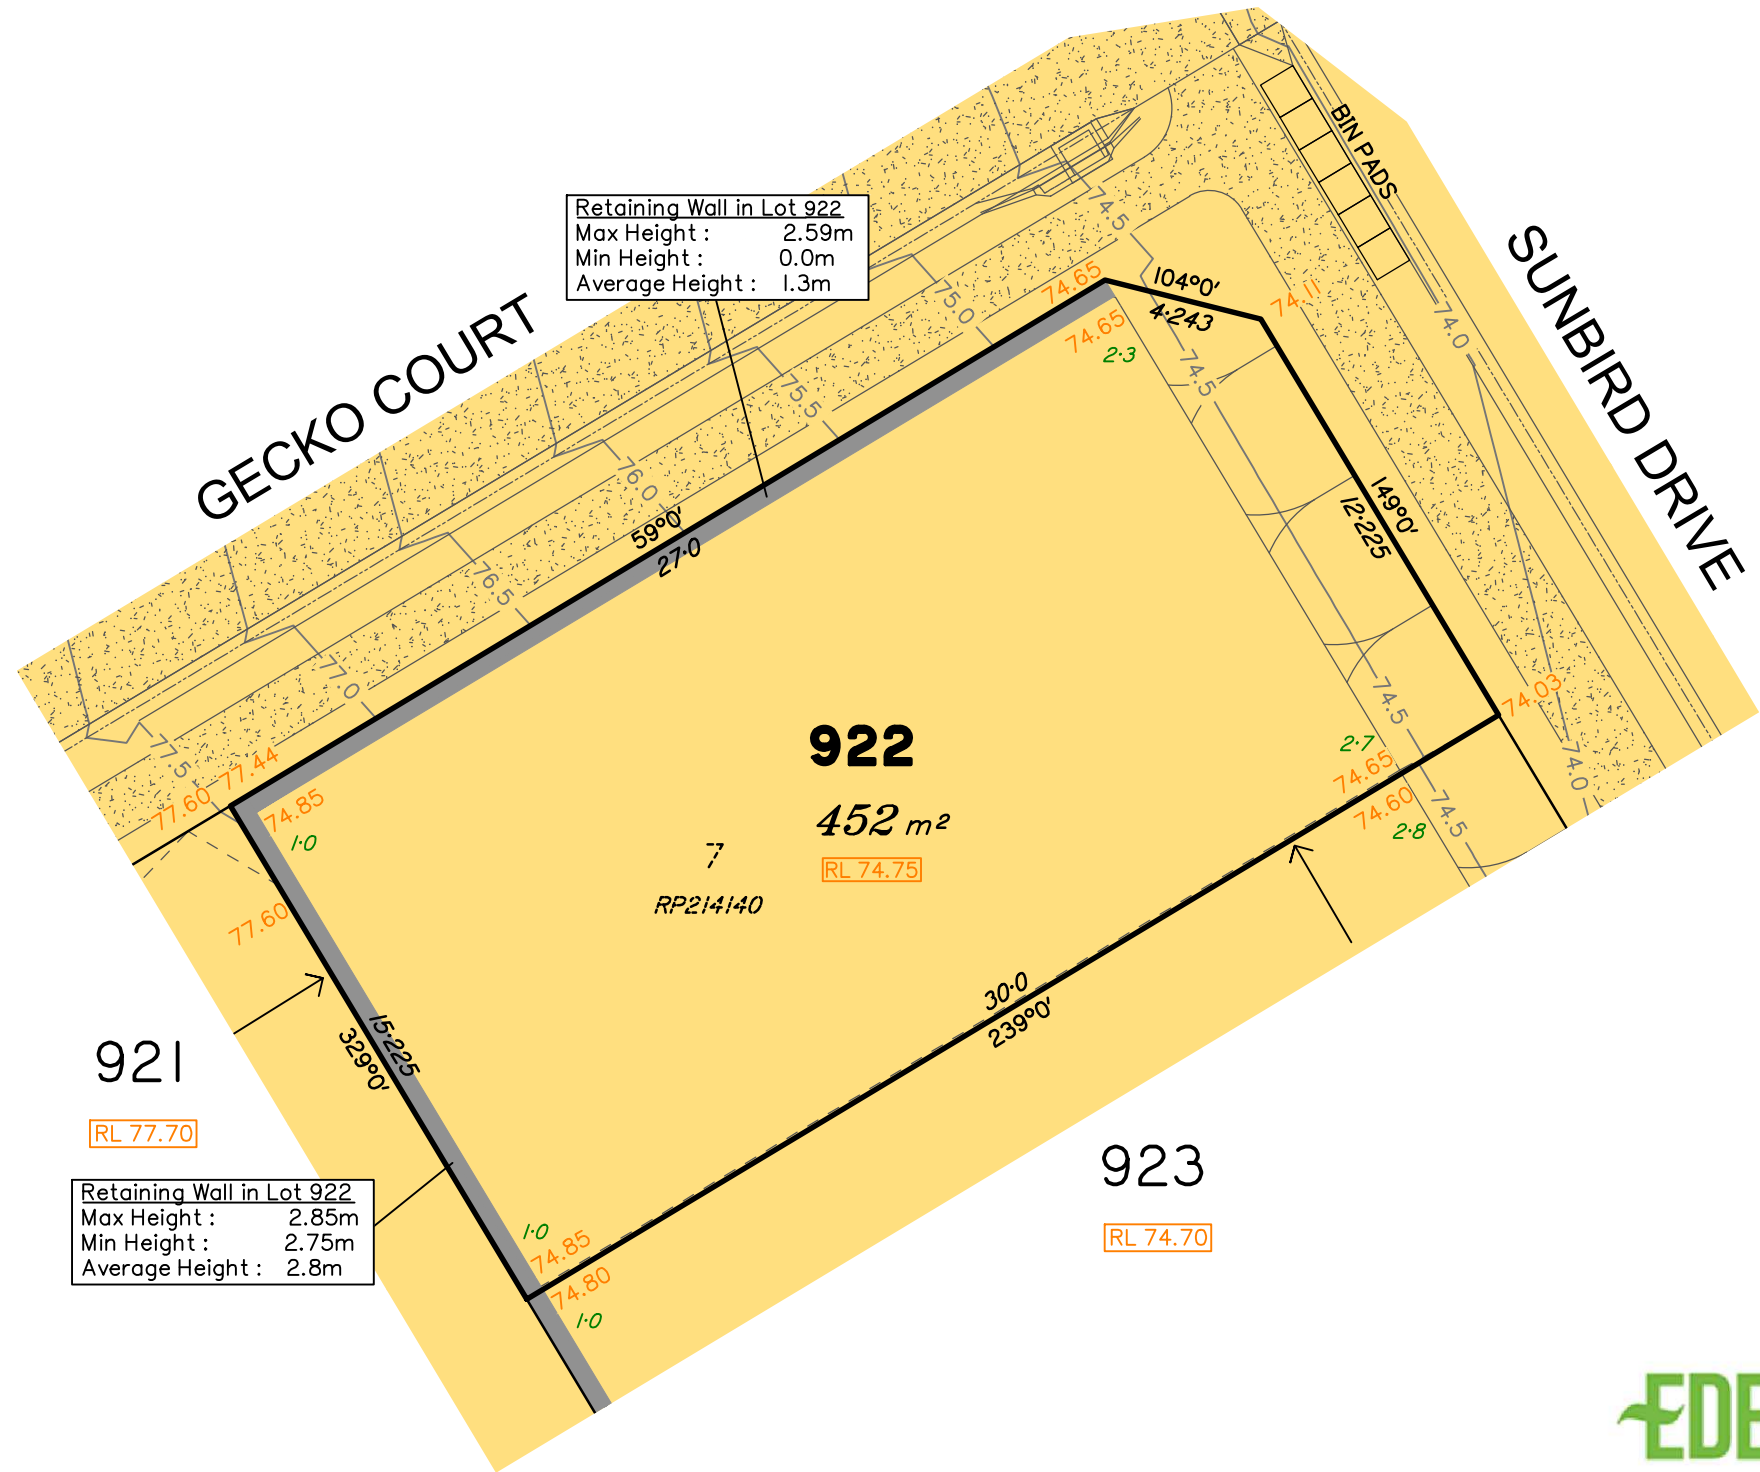 BIN PADS
SUNBIRD DRIVE
GECKO COURT
Retaining Wall in Lot 922
Max Height : 2.59m
Min Height : 0.0m
Average Height : 1.3m
74.5
74.65
104°0'
4·243
74.11
74.65
2·3
74.5
74.0
75.0
75.5
76.0
76.5
77.0
77.5
59°0'
27·0
149°0'
12·225
77.44
77.60
74.85
1·0
77.60
922
452 m²
RL 74.75
7
RP214140
74.03
74.5
2·7
74.65
74.60
2·8
74.5
74.0
30·0
239°0'
15·225
329°0'
921
RL 77.70
Retaining Wall in Lot 922
Max Height : 2.85m
Min Height : 2.75m
Average Height : 2.8m
1·0
74.85
74.80
1·0
923
RL 74.70
EDE